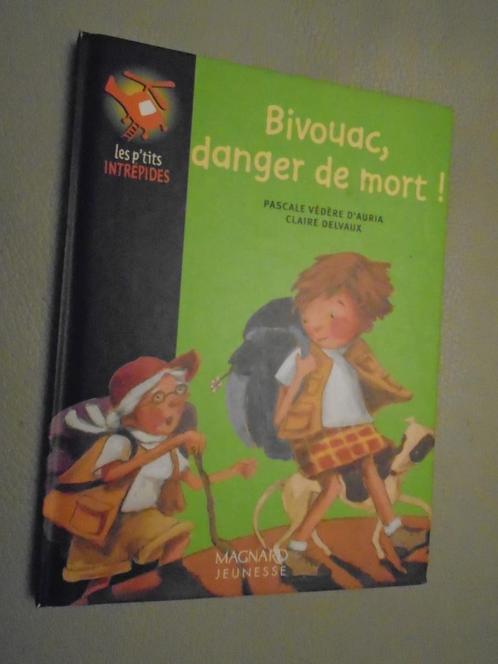 les p'tits
INTRÉPIDES
Bivouac,
danger de mort !
PASCALE VÉDÈRE D'AURIA
CLAIRE DELVAUX
MAGNARD
JEUNESSE